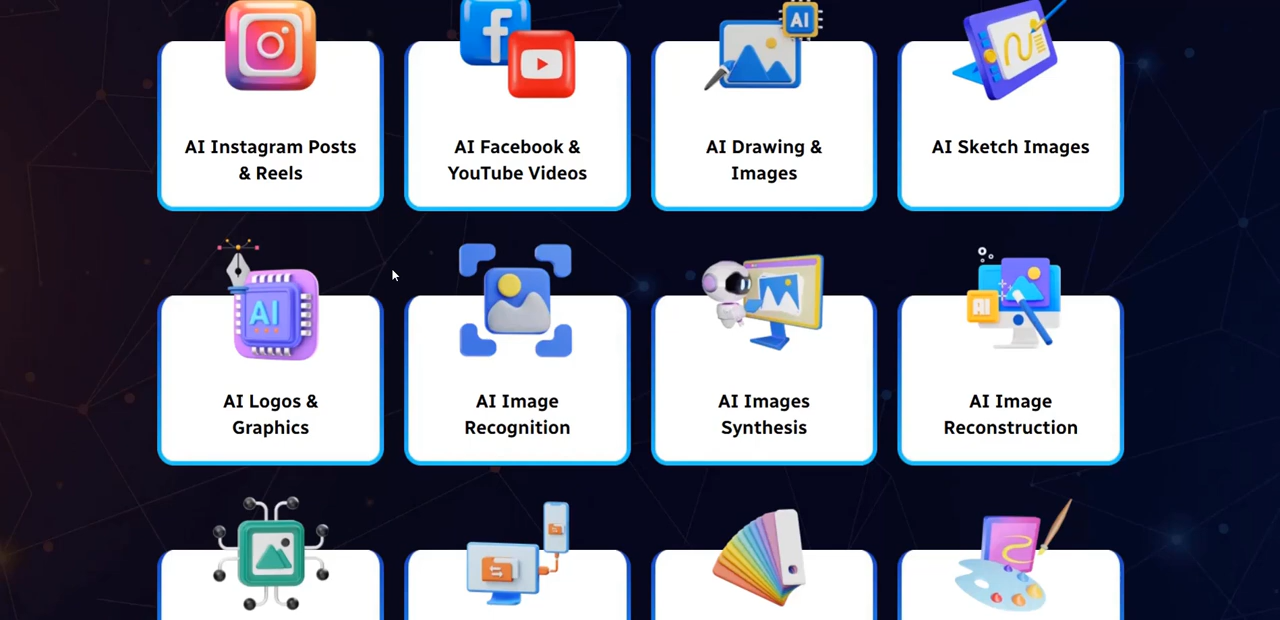 AI
AI Instagram Posts
& Reels
AI Facebook &
YouTube Videos
AI Drawing &
Images
AI Sketch Images
AI
AI
AI Logos &
Graphics
AI Image
Recognition
AI Images
Synthesis
AI Image
Reconstruction